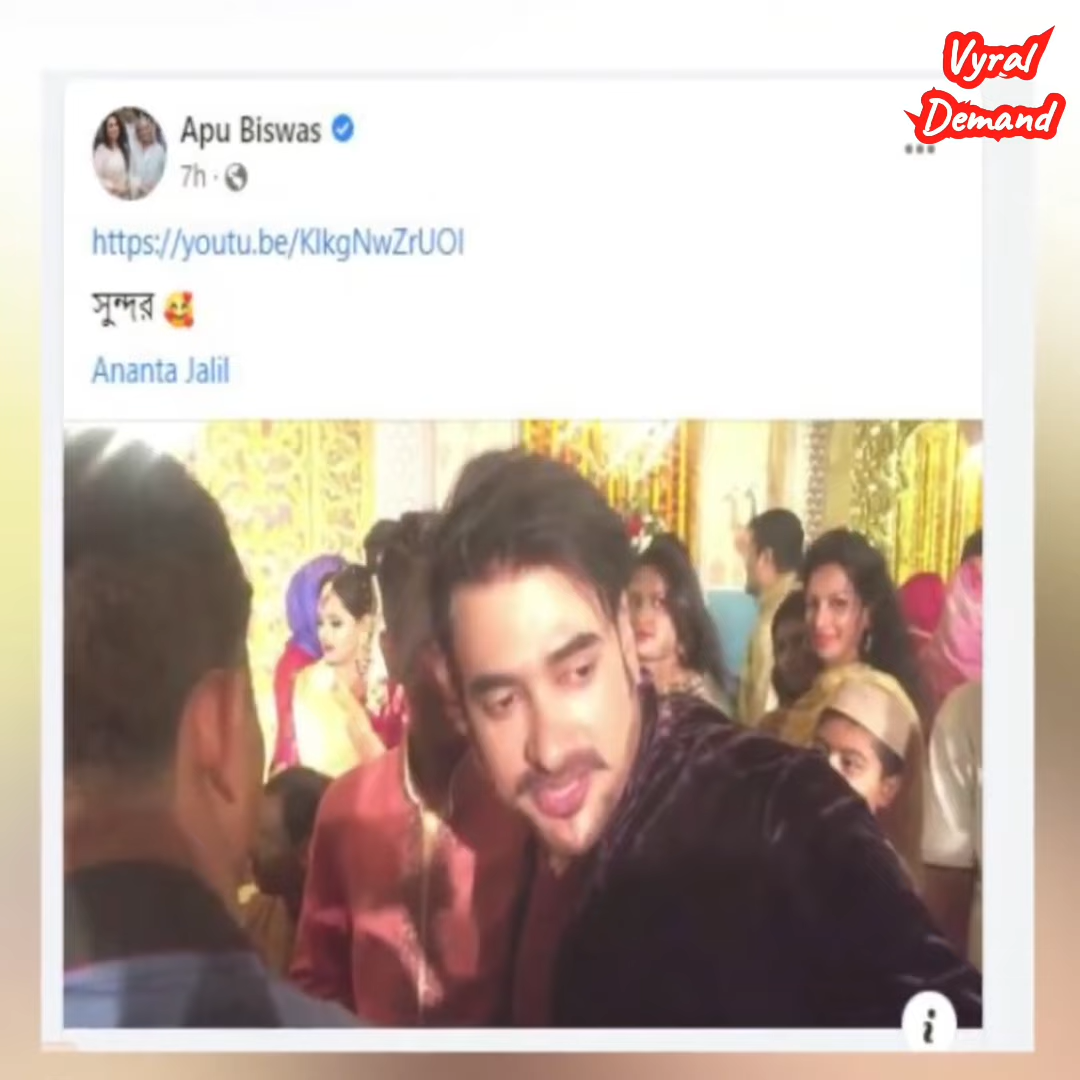 Vyral
Demand
Apu Biswas
7h ·
https://youtu.be/KlkgNwZrUOI
সুন্দর 🥰
Ananta Jalil